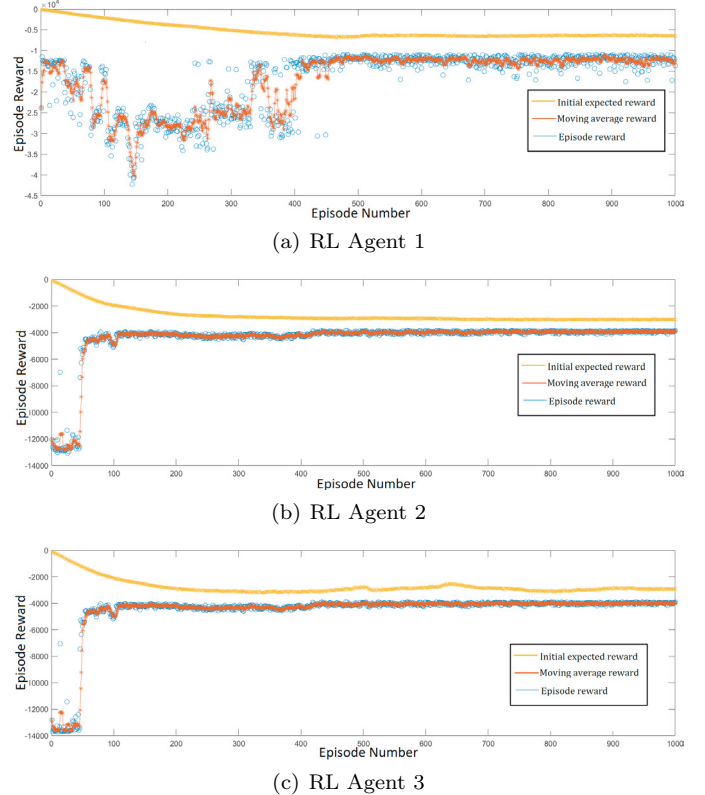 ×10⁴
0
-0.5
-1
-1.5
-2
-2.5
-3
-3.5
-4
-4.5
Episode Reward
Initial expected reward
Moving average reward
Episode reward
0 100 200 300 400 500 600 700 800 900 1000
Episode Number
(a) RL Agent 1
0
-2000
-4000
-6000
-8000
-10000
-12000
-14000
Episode Reward
Initial expected reward
Moving average reward
Episode reward
0 100 200 300 400 500 600 700 800 900 1000
Episode Number
(b) RL Agent 2
0
-2000
-4000
-6000
-8000
-10000
-12000
-14000
Episode Reward
Initial expected reward
Moving average reward
Episode reward
0 100 200 300 400 500 600 700 800 900 1000
Episode Number
(c) RL Agent 3